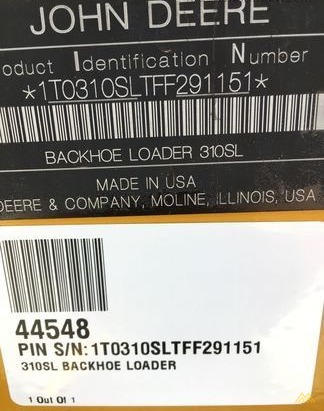 JOHN DEERE
oduct Identification Number
*1T0310SLTFF291151*
BACKHOE LOADER 310SL
MADE IN USA
DEERE & COMPANY, MOLINE, ILLINOIS, USA
44548
PIN S/N: 1T0310SLTFF291151
310SL BACKHOE LOADER
1 Out Of 1